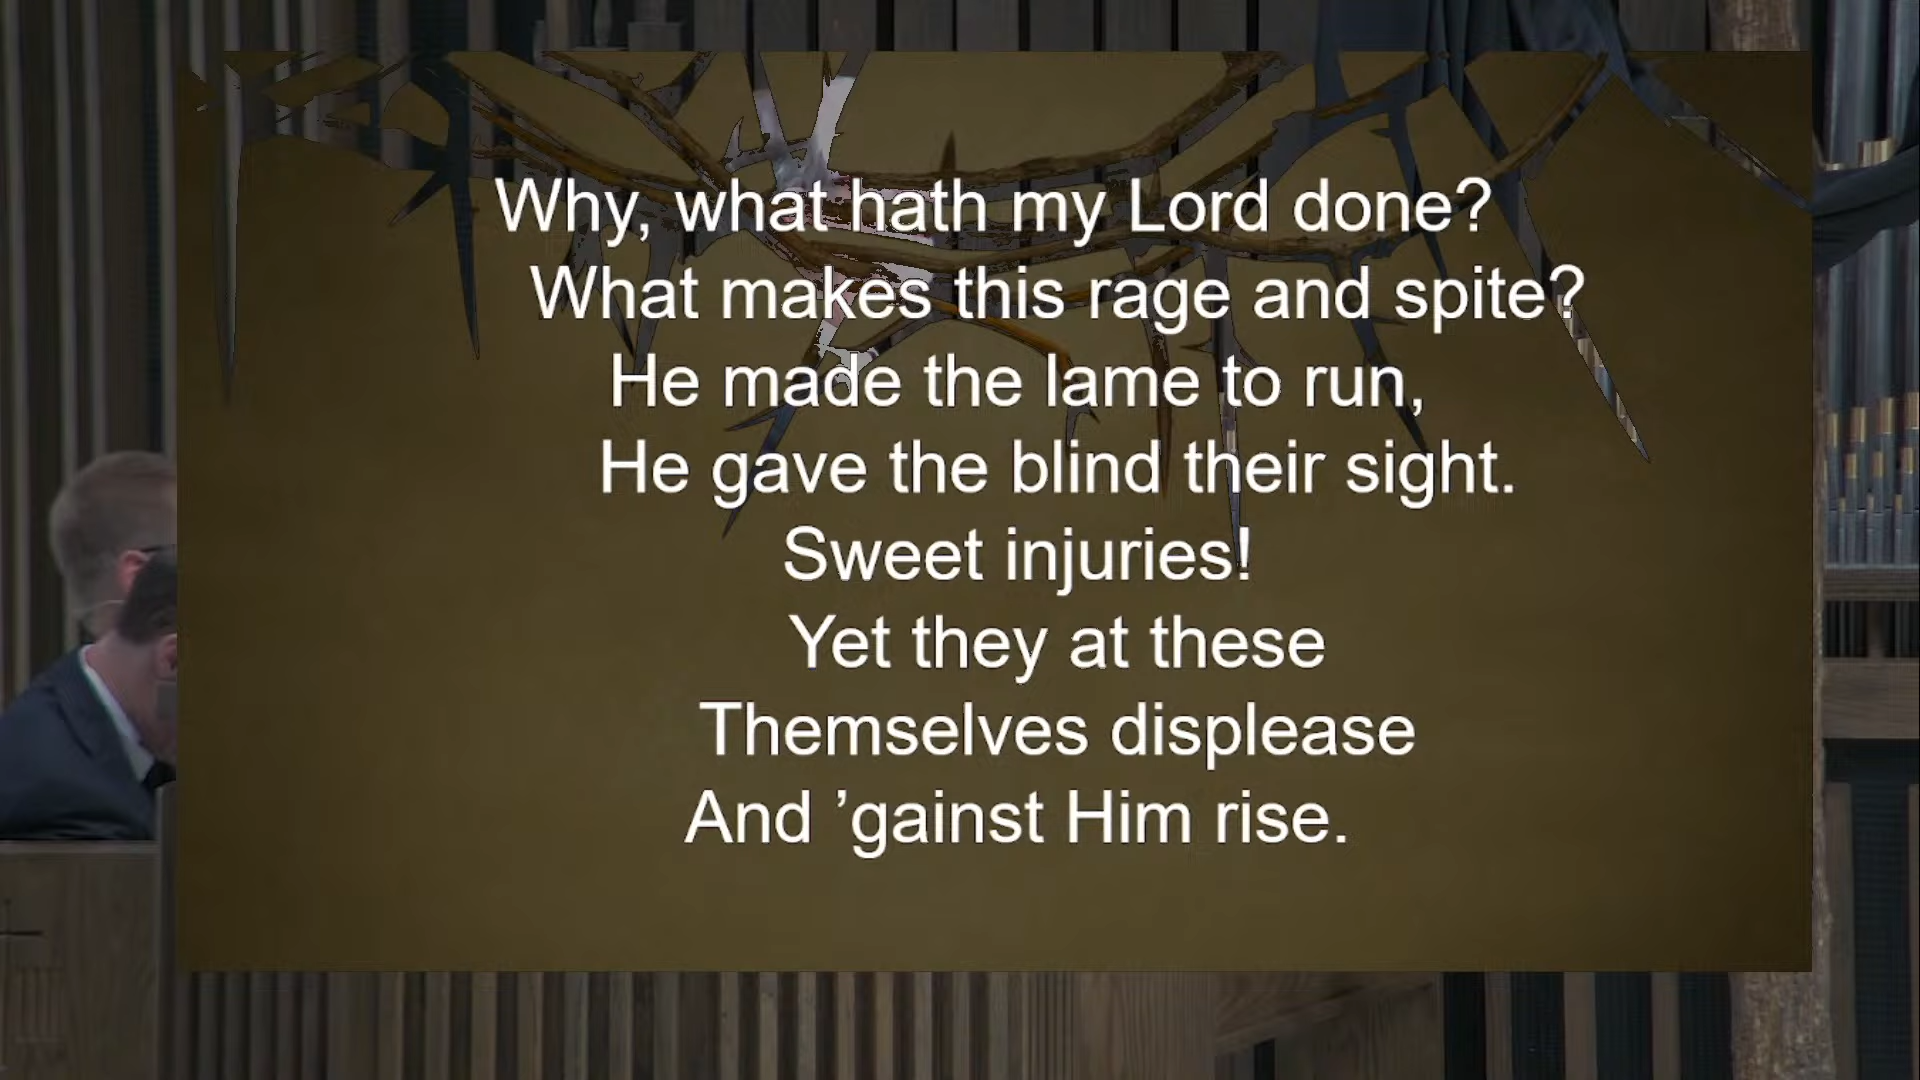 Why, what hath my Lord done?
What makes this rage and spite?
He made the lame to run,
He gave the blind their sight.
Sweet injuries!
Yet they at these
Themselves displease
And ’gainst Him rise.